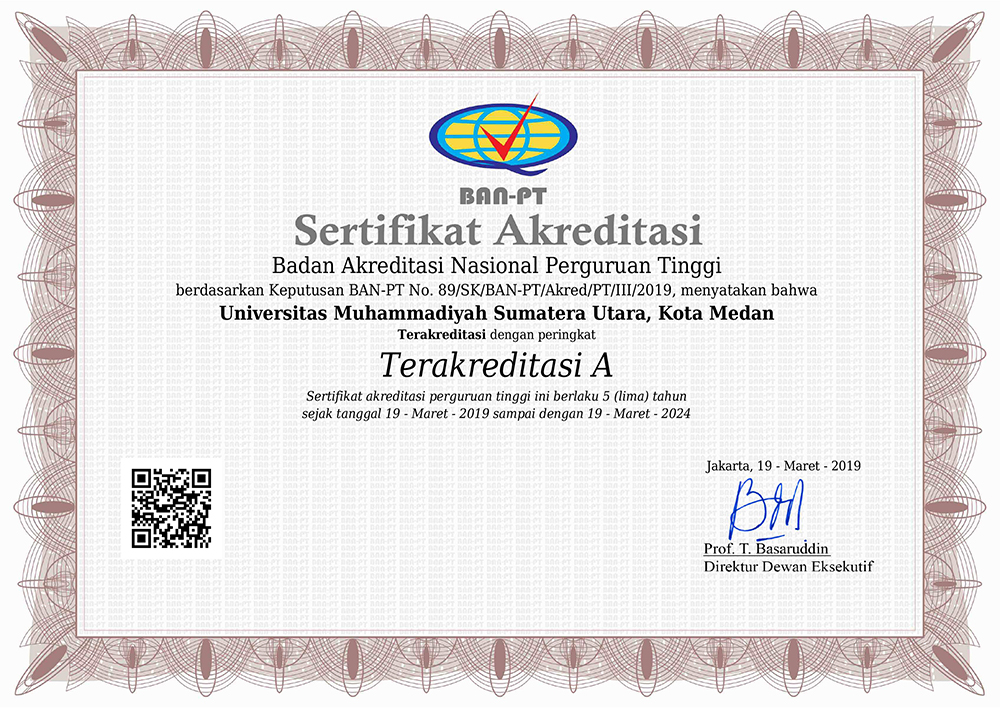 BAN-PT
Sertifikat Akreditasi
Badan Akreditasi Nasional Perguruan Tinggi
berdasarkan Keputusan BAN-PT No. 89/SK/BAN-PT/Akred/PT/III/2019, menyatakan bahwa
Universitas Muhammadiyah Sumatera Utara, Kota Medan
Terakreditasi dengan peringkat
Terakreditasi A
Sertifikat akreditasi perguruan tinggi ini berlaku 5 (lima) tahun
sejak tanggal 19 - Maret - 2019 sampai dengan 19 - Maret - 2024
Jakarta, 19 - Maret - 2019
Prof. T. Basaruddin
Direktur Dewan Eksekutif